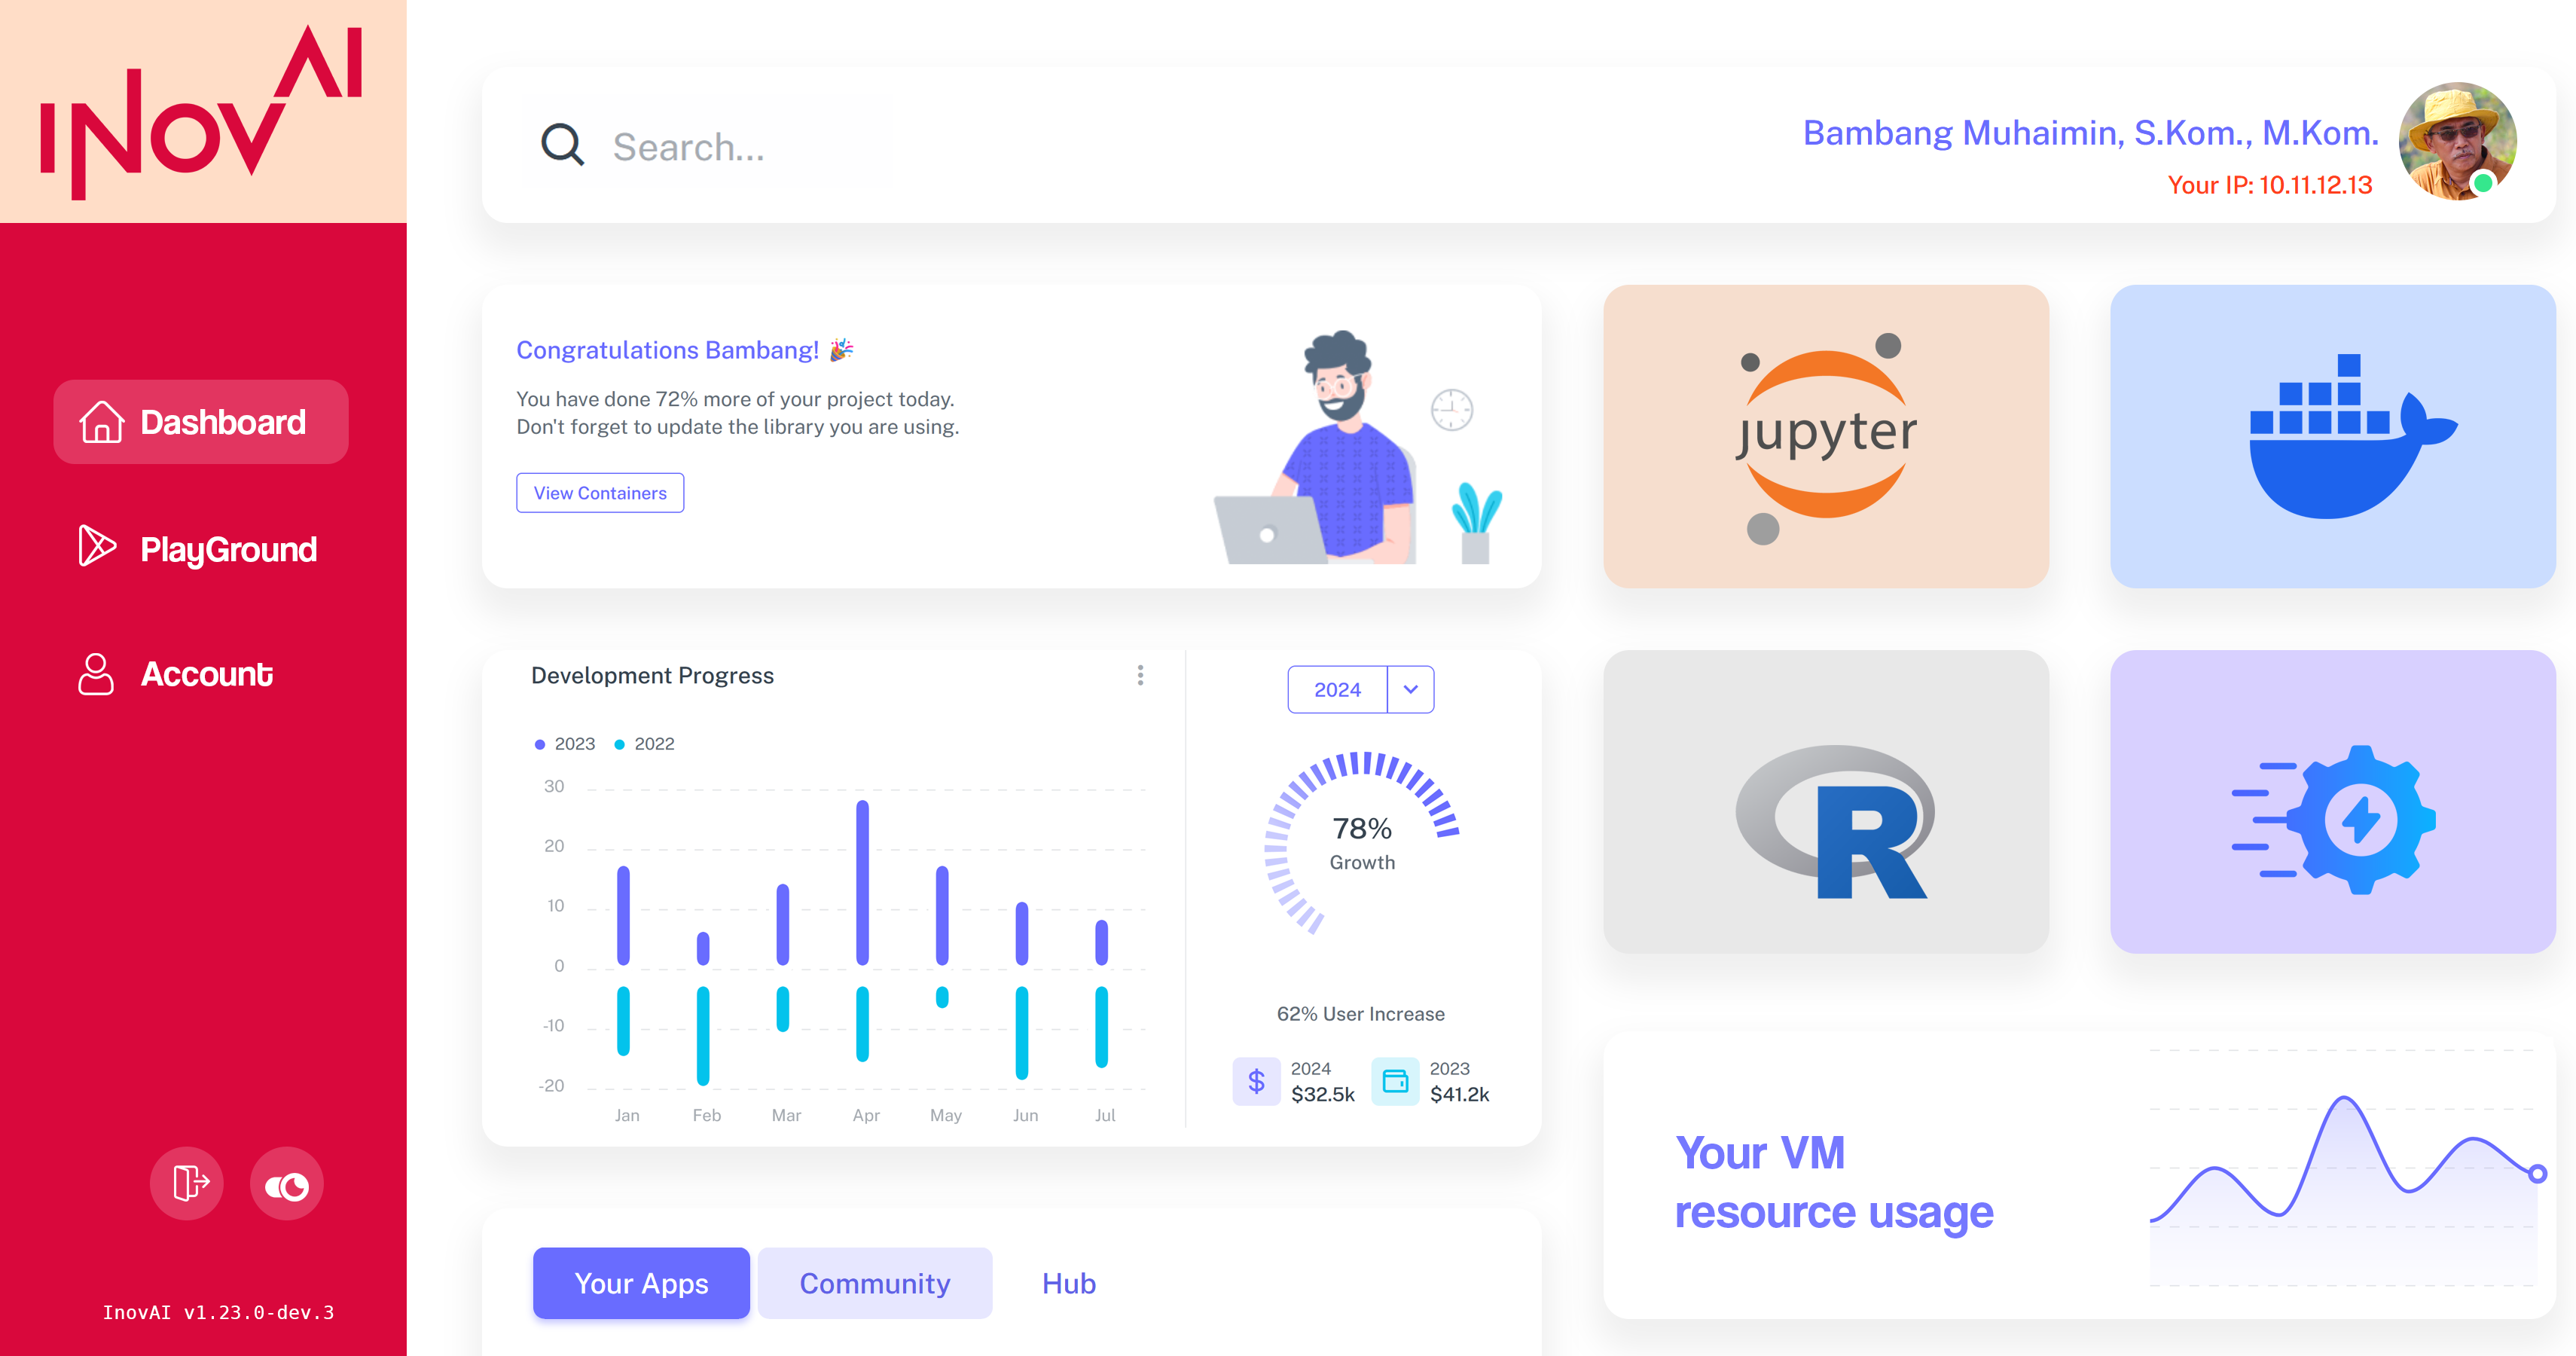 INOVAI
Search...
Bambang Muhaimin, S.Kom., M.Kom.
Your IP: 10.11.12.13
Dashboard
PlayGround
Account
InovAI v1.23.0-dev.3
Congratulations Bambang! 🎉
You have done 72% more of your project today.
Don't forget to update the library you are using.
View Containers
jupyter
R
Development Progress
2023 2022
30
20
10
0
-10
-20
Jan Feb Mar Apr May Jun Jul
2024
78%
Growth
62% User Increase
$
2024
$32.5k
2023
$41.2k
Your VM
resource usage
Your Apps
Community
Hub